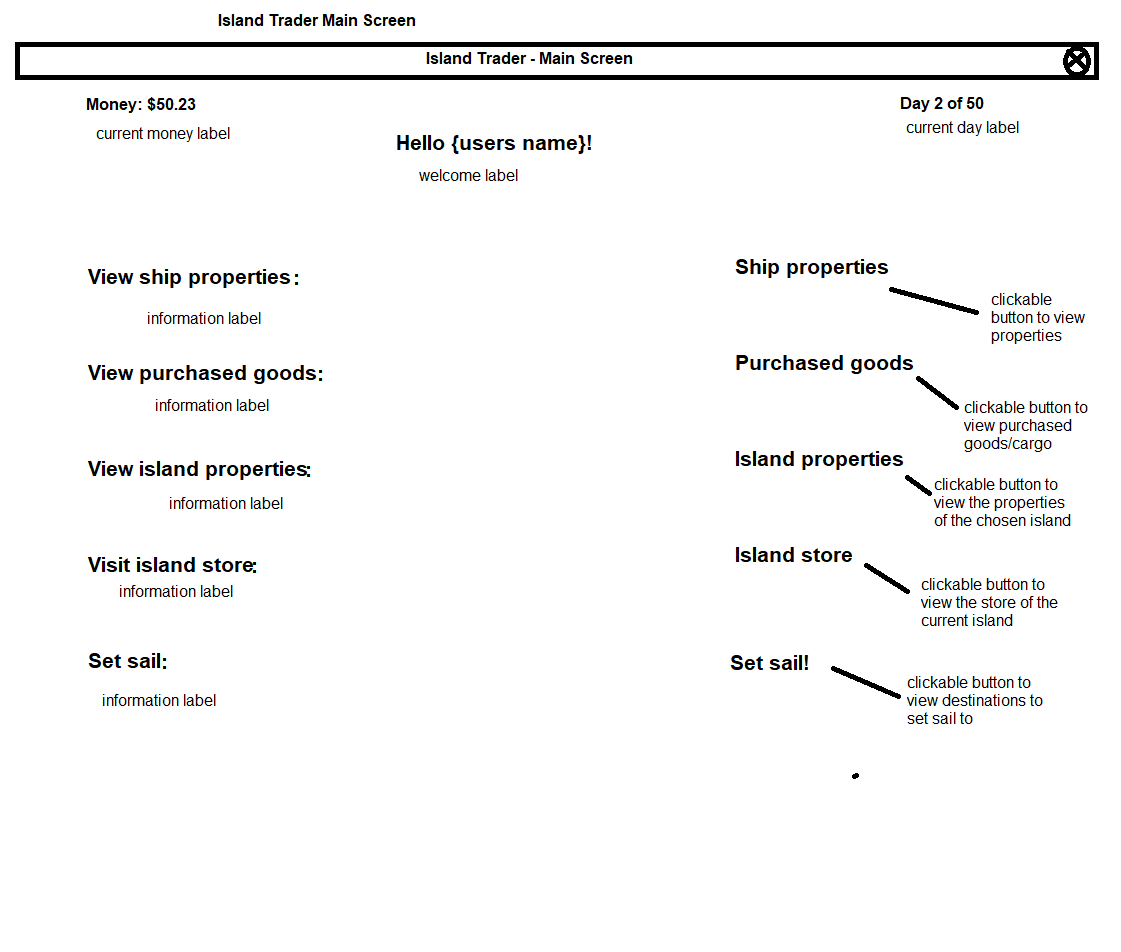 Island Trader Main Screen
Island Trader - Main Screen
Money: $50.23
Day 2 of 50
current money label
current day label
Hello {users name}!
welcome label
View ship properties:
Ship properties
information label
clickable
button to view
properties
View purchased goods:
Purchased goods
information label
clickable button to
view purchased
goods/cargo
View island properties:
Island properties
information label
clickable button to
view the properties
of the chosen island
Visit island store:
Island store
information label
clickable button to
view the store of the
current island
Set sail:
Set sail!
information label
clickable button to
view destinations to
set sail to